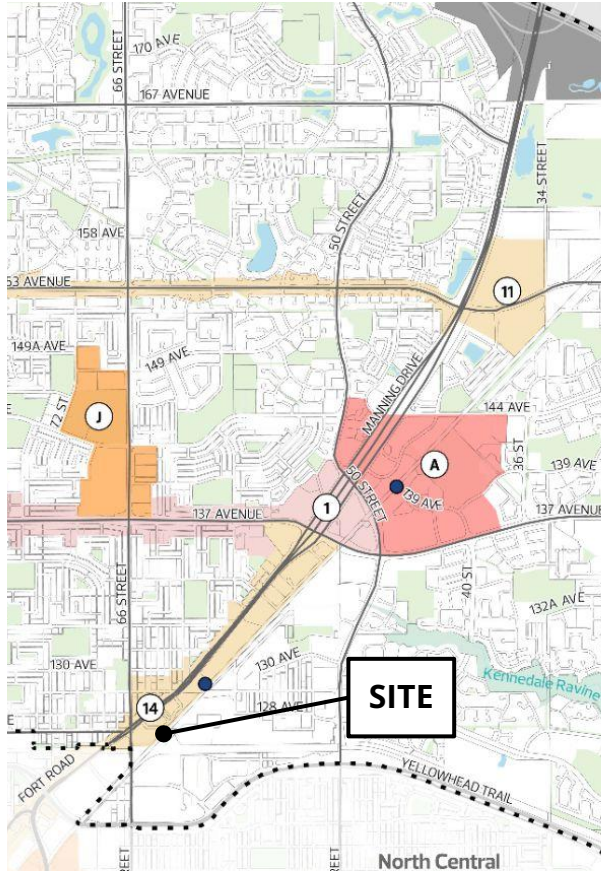 170 AVE
66 STREET
167 AVENUE
34 STREET
50 STREET
158 AVE
53 AVENUE
11
149A AVE
149 AVE
MANNING DRIVE
72 ST
J
144 AVE
A
36 ST
50 STREET
139 AVE
139 AVE
1
137 AVENUE
137 AVENUE
66 STREET
40 ST
132A AVE
130 AVE
130 AVE
Kennedale Ravine
SITE
14
128 AVE
FORT ROAD
YELLOWHEAD TRAIL
North Central